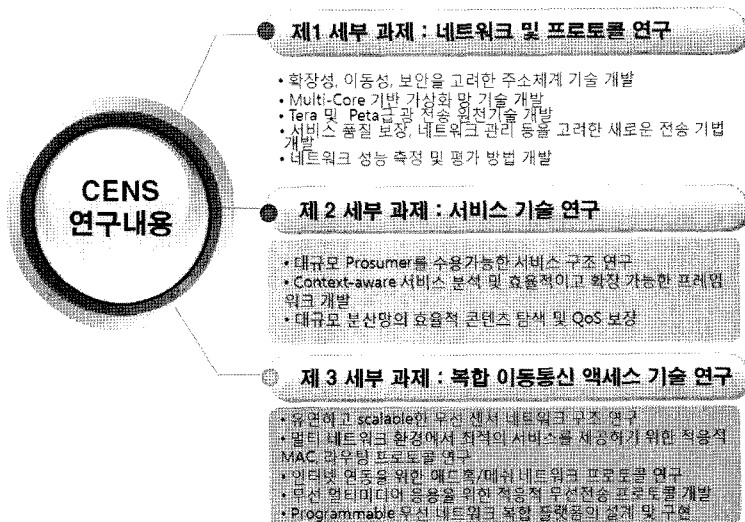 제1 세부 과제 : 네트워크 및 프로토콜 연구
• 확장성, 이동성, 보안을 고려한 주소체계 기술 개발
• Multi-Core 기반 가상화 망 기술 개발
• Tera 및 Peta급 광 전송 원천기술 개발
• 서비스 품질 보장, 네트워크 관리 등을 고려한 새로운 전송 기법
개발
• 네트워크 성능 측정 및 평가 방법 개발
CENS
연구내용
제 2 세부 과제 : 서비스 기술 연구
• 대규모 Prosumer를 수용가능한 서비스 구조 연구
• Context-aware 서비스 분석 및 효율적이고 확장 가능한 프레임
워크 개발
• 대규모 분산망의 효율적 콘텐츠 탐색 및 QoS 보장
제 3 세부 과제 : 복합 이동통신 액세스 기술 연구
• 유연하고 scalable한 무선 센서 네트워크 구조 연구
• 멀티 네트워크 환경에서 최적의 서비스를 제공하기 위한 적응적
MAC, 라우팅 프로토콜 연구
• 인터넷 연동을 위한 애드혹/메쉬 네트워크 프로토콜 연구
• 무선 멀티미디어 응용을 위한 적응적 무선전송 프로토콜 개발
• Programmable 무선 네트워크 복합 플랫폼의 설계 및 구현